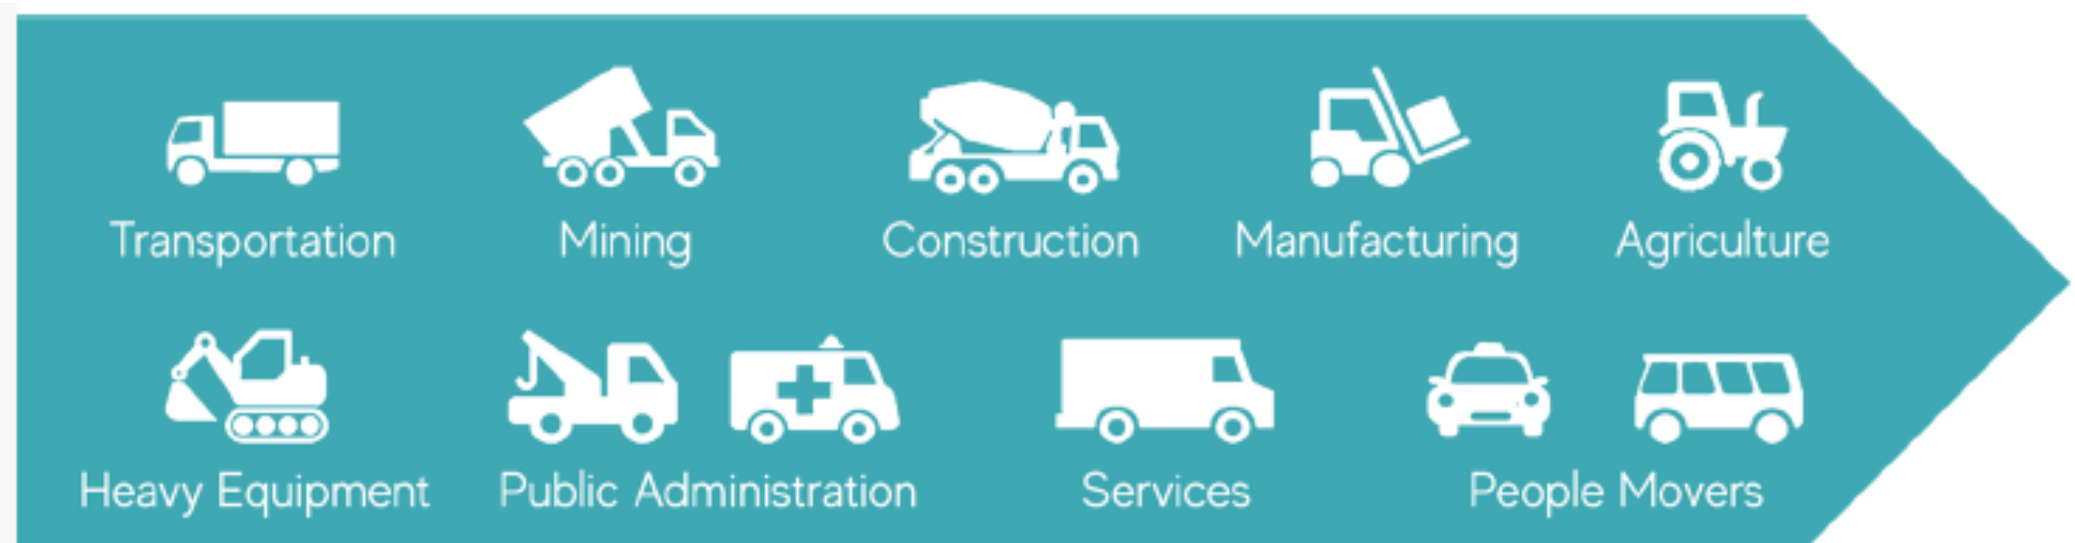 Transportation
Mining
Construction
Manufacturing
Agriculture
Heavy Equipment
Public Administration
Services
People Movers